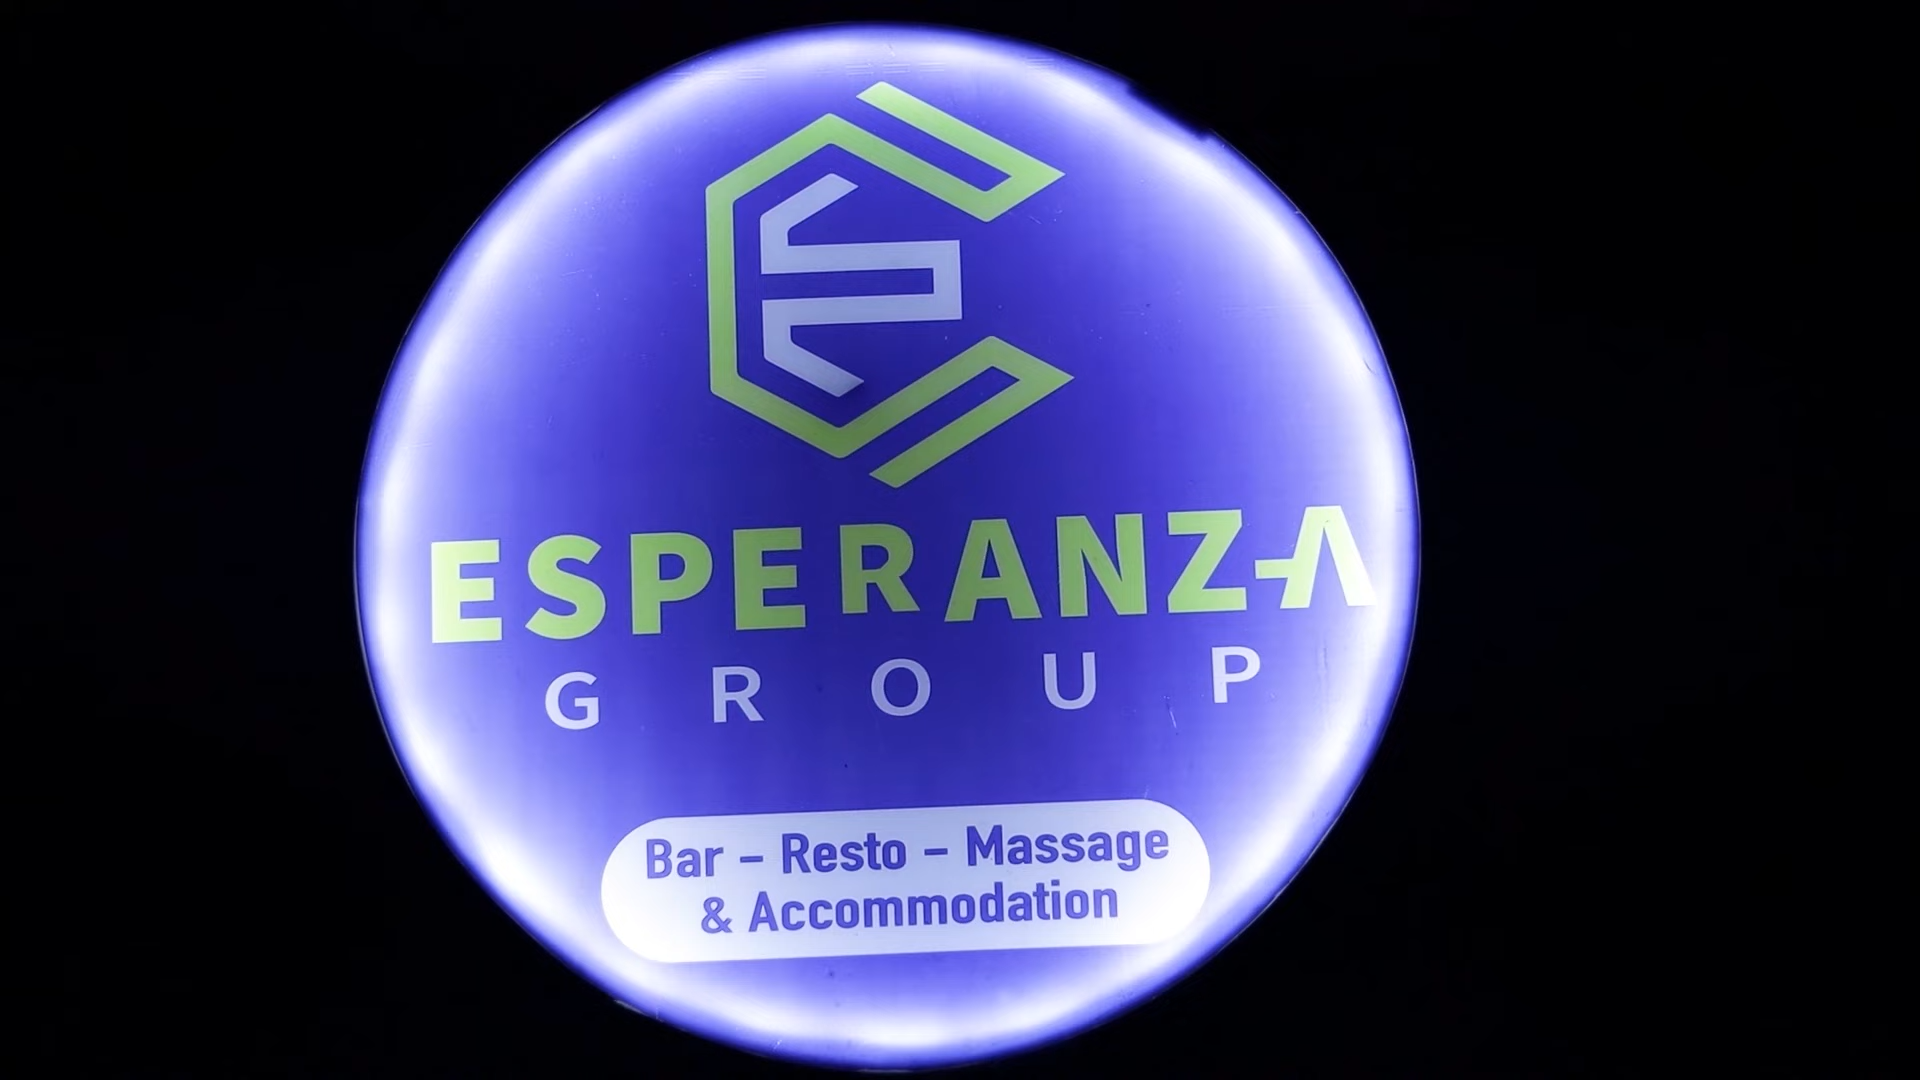 ESPERANZA
GROUP
Bar – Resto – Massage
& Accommodation